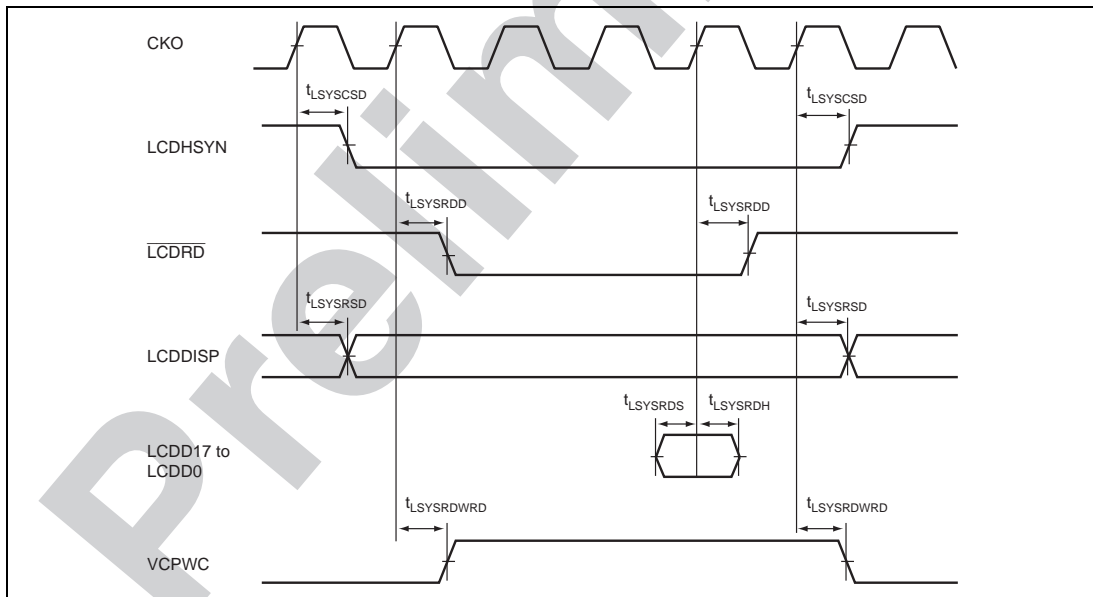 CKO
tLSYSCSD tLSYSCSD
LCDHSYN
tLSYSRDD tLSYSRDD
LCDRD
tLSYSRSD tLSYSRSD
LCDDISP
tLSYSRDS tLSYSRDH
LCDD17 to
LCDD0
tLSYSRDWRD tLSYSRDWRD
VCPWC
Prelim